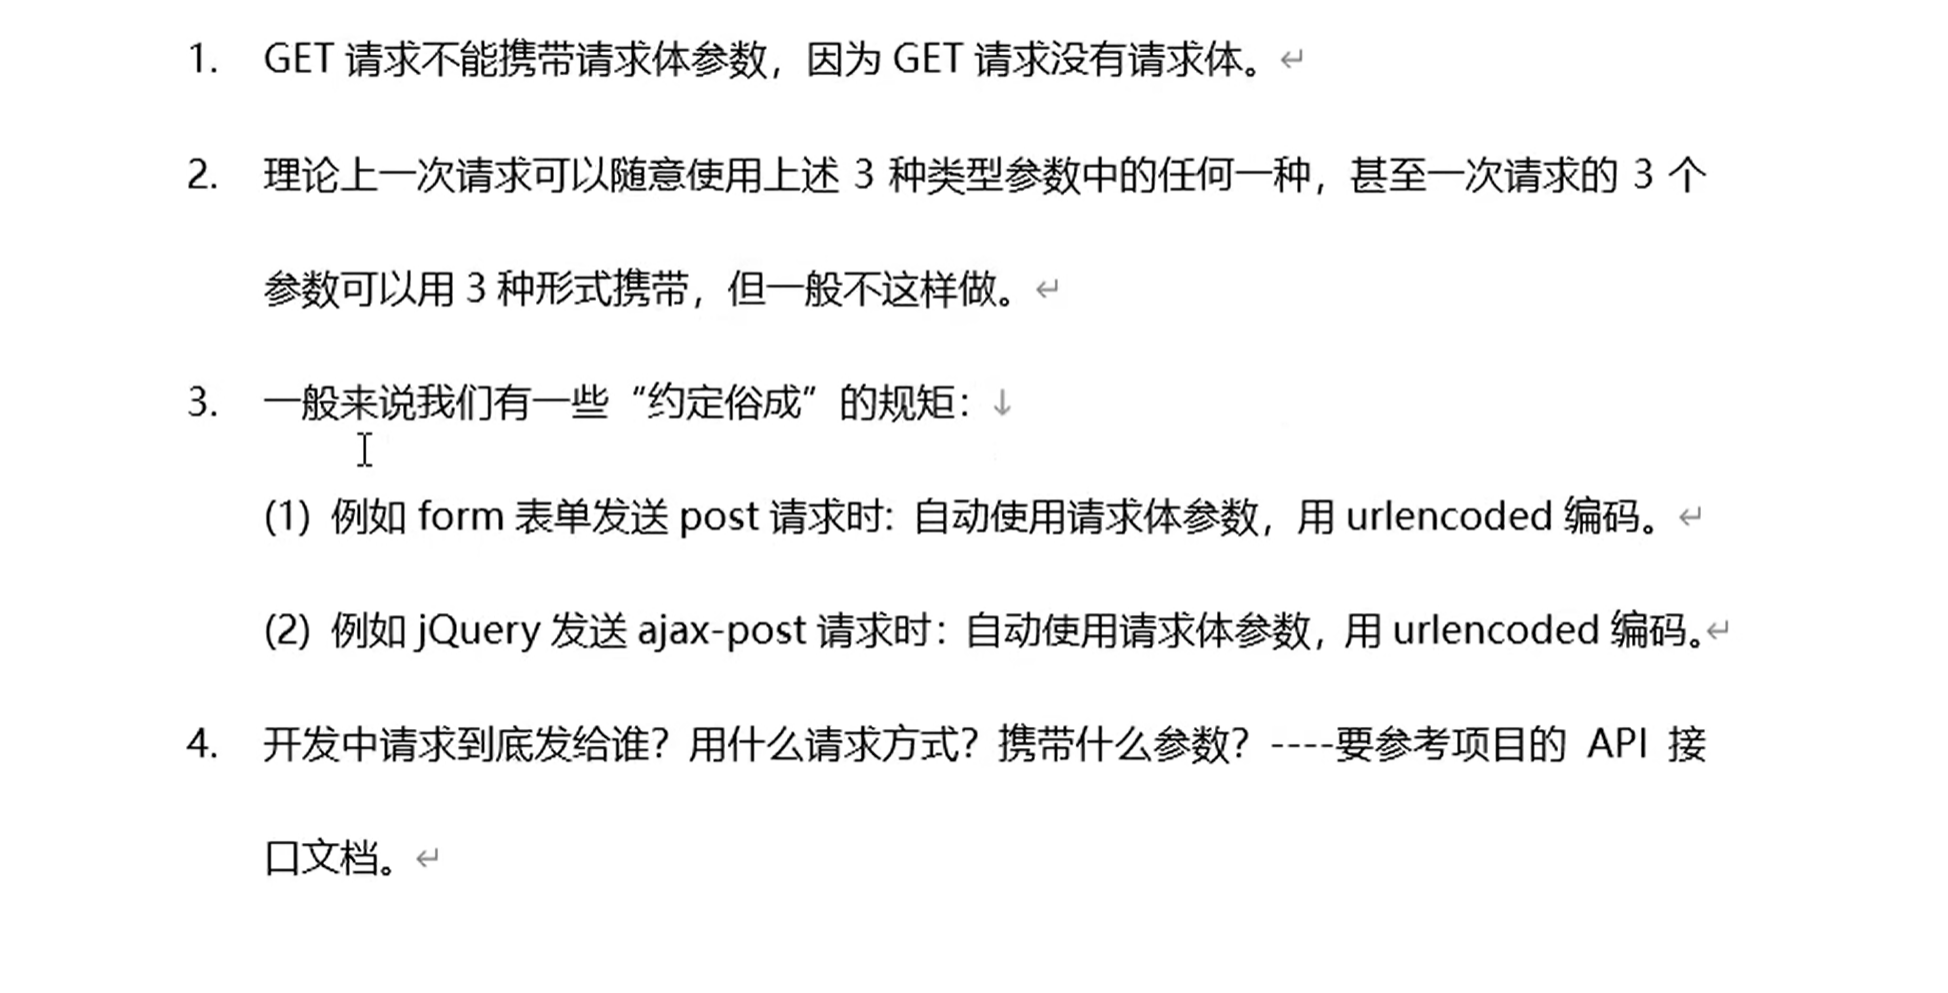 1. GET 请求不能携带请求体参数，因为 GET 请求没有请求体。
2. 理论上一次请求可以随意使用上述 3 种类型参数中的任何一种，甚至一次请求的 3 个
参数可以用 3 种形式携带，但一般不这样做。
3. 一般来说我们有一些“约定俗成”的规矩：
(1) 例如 form 表单发送 post 请求时：自动使用请求体参数，用 urlencoded 编码。
(2) 例如 jQuery 发送 ajax-post 请求时：自动使用请求体参数，用 urlencoded 编码。
4. 开发中请求到底发给谁？用什么请求方式？携带什么参数？----要参考项目的 API 接
口文档。